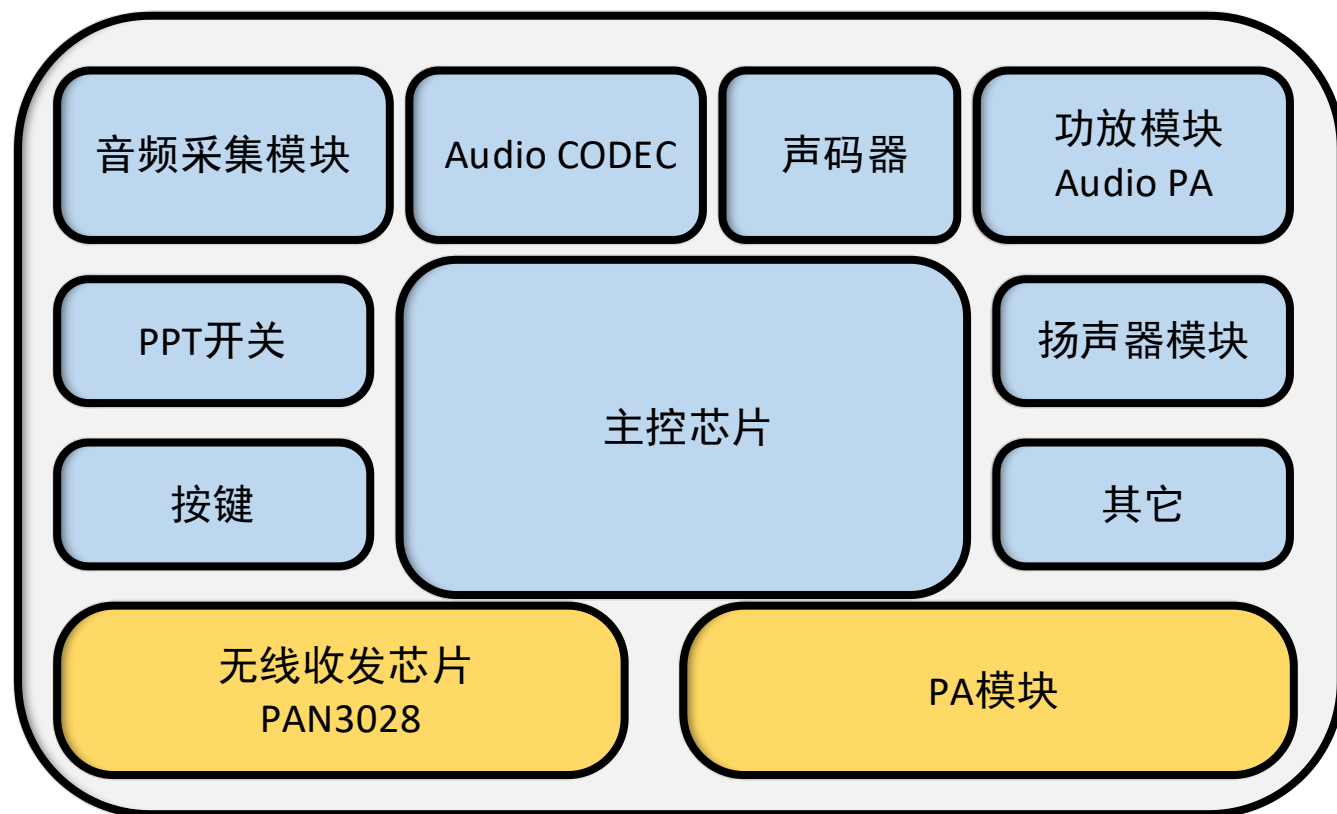 音频采集模块
Audio CODEC
声码器
功放模块
Audio PA
PPT开关
主控芯片
扬声器模块
按键
其它
无线收发芯片
PAN3028
PA模块